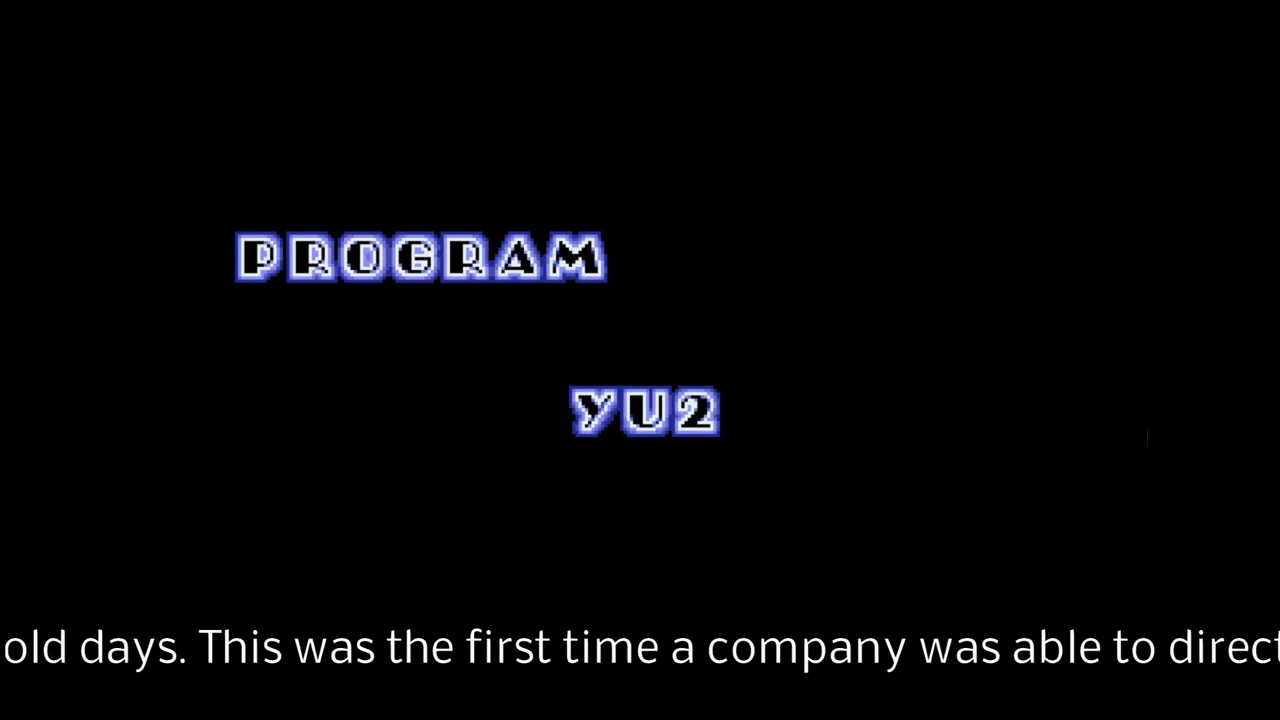 PROGRAM
YU2
old days. This was the first time a company was able to direct